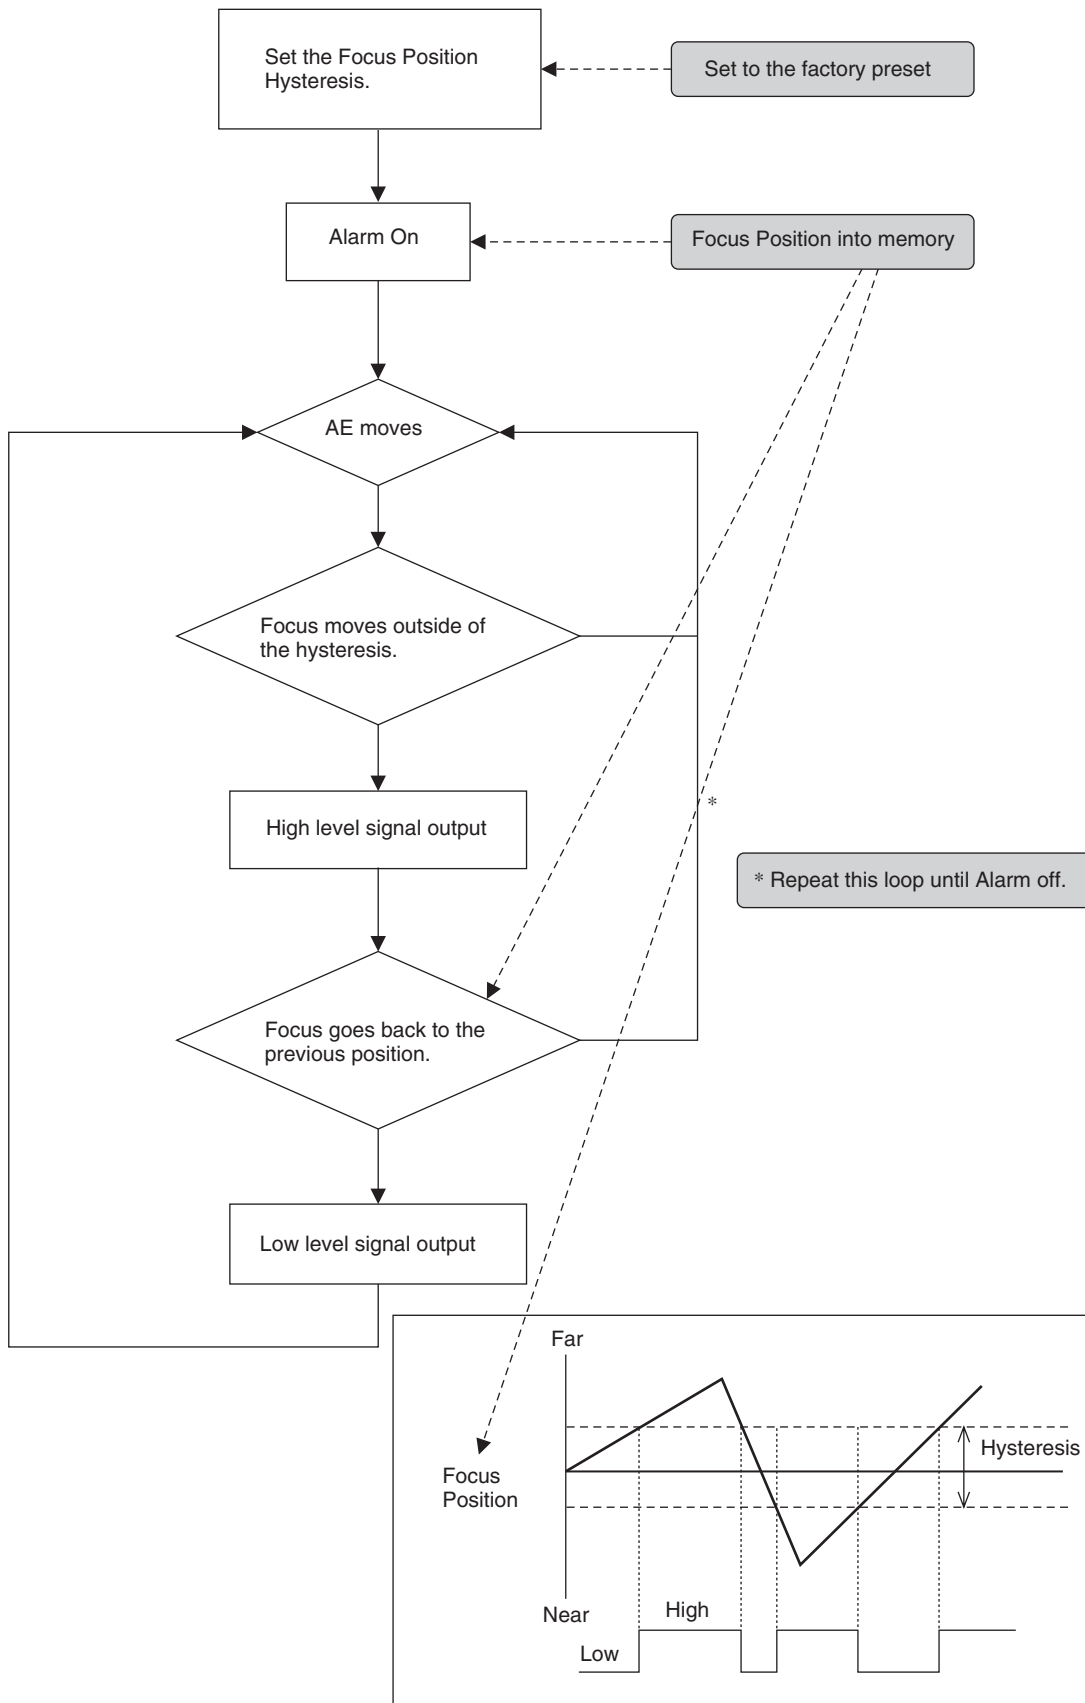 Set the Focus Position
Hysteresis.
Set to the factory preset
Alarm On
Focus Position into memory
AE moves
Focus moves outside of
the hysteresis.
High level signal output
*
* Repeat this loop until Alarm off.
Focus goes back to the
previous position.
Low level signal output
Far
Hysteresis
Focus
Position
Near
High
Low